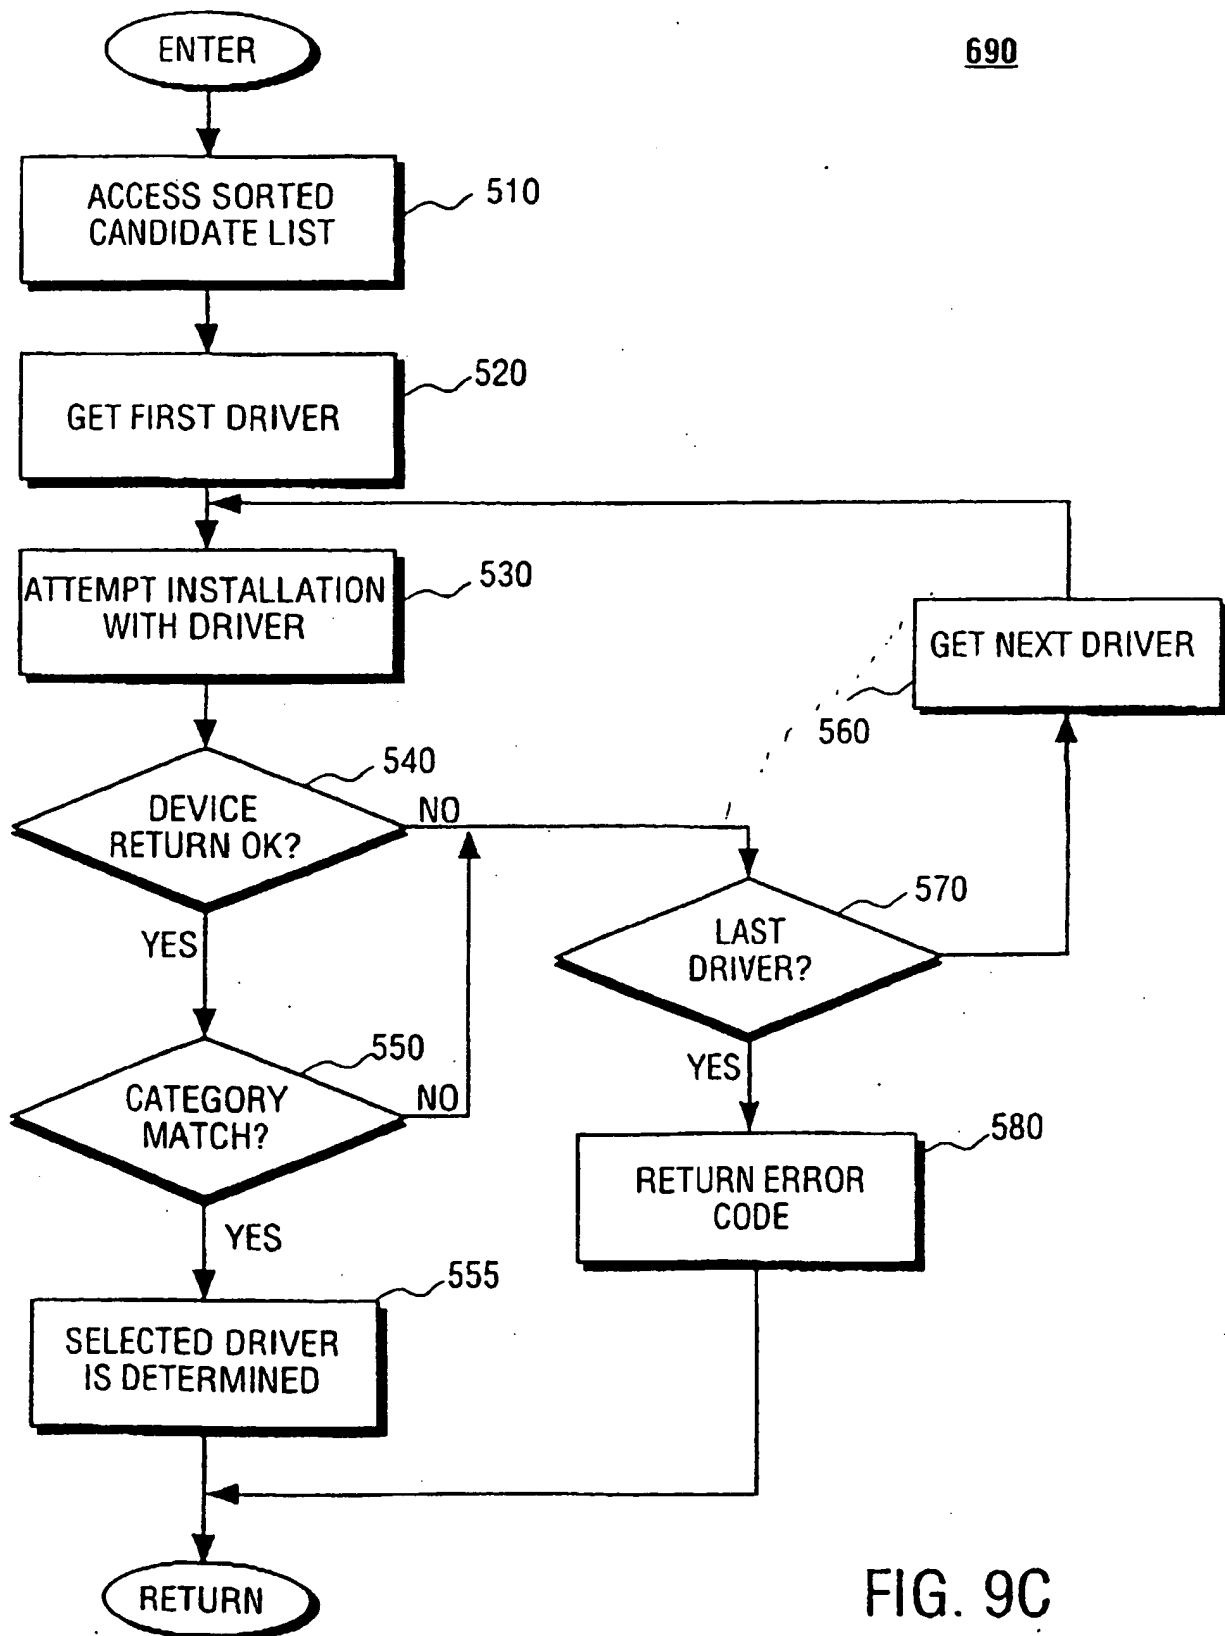 ENTER
690
ACCESS SORTED
CANDIDATE LIST
510
GET FIRST DRIVER
520
ATTEMPT INSTALLATION
WITH DRIVER
530
GET NEXT DRIVER
560
DEVICE
RETURN OK?
540
NO
YES
LAST
DRIVER?
570
YES
CATEGORY
MATCH?
550
NO
YES
RETURN ERROR
CODE
580
SELECTED DRIVER
IS DETERMINED
555
RETURN
FIG. 9C